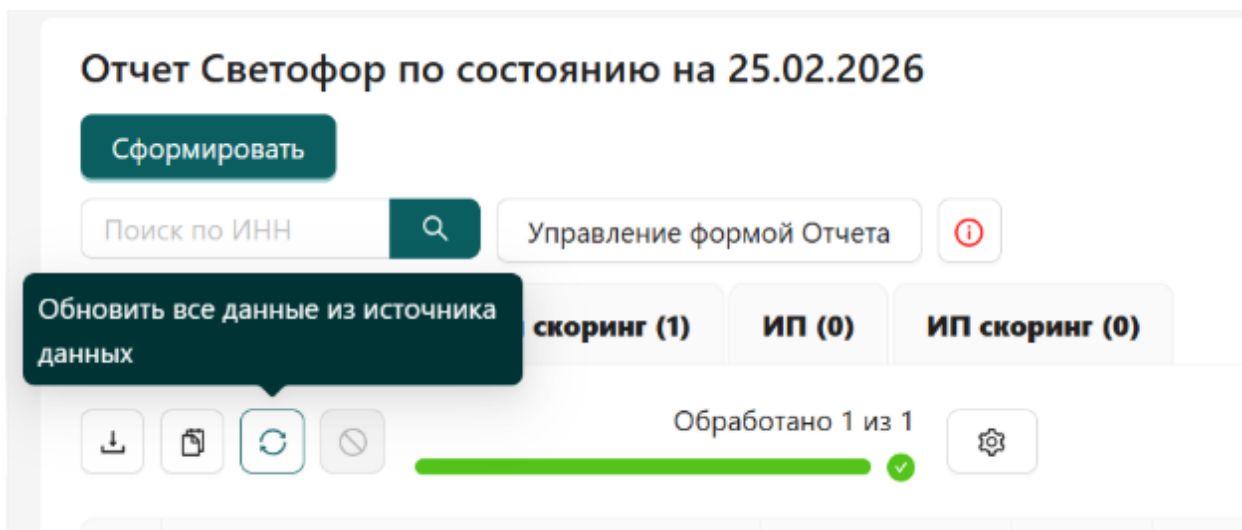 Отчет Светофор по состоянию на 25.02.2026
Сформировать
Поиск по ИНН
Управление формой Отчета
Обновить все данные из источника
данных
скоринг (1)
ИП (0)
ИП скоринг (0)
Обработано 1 из 1